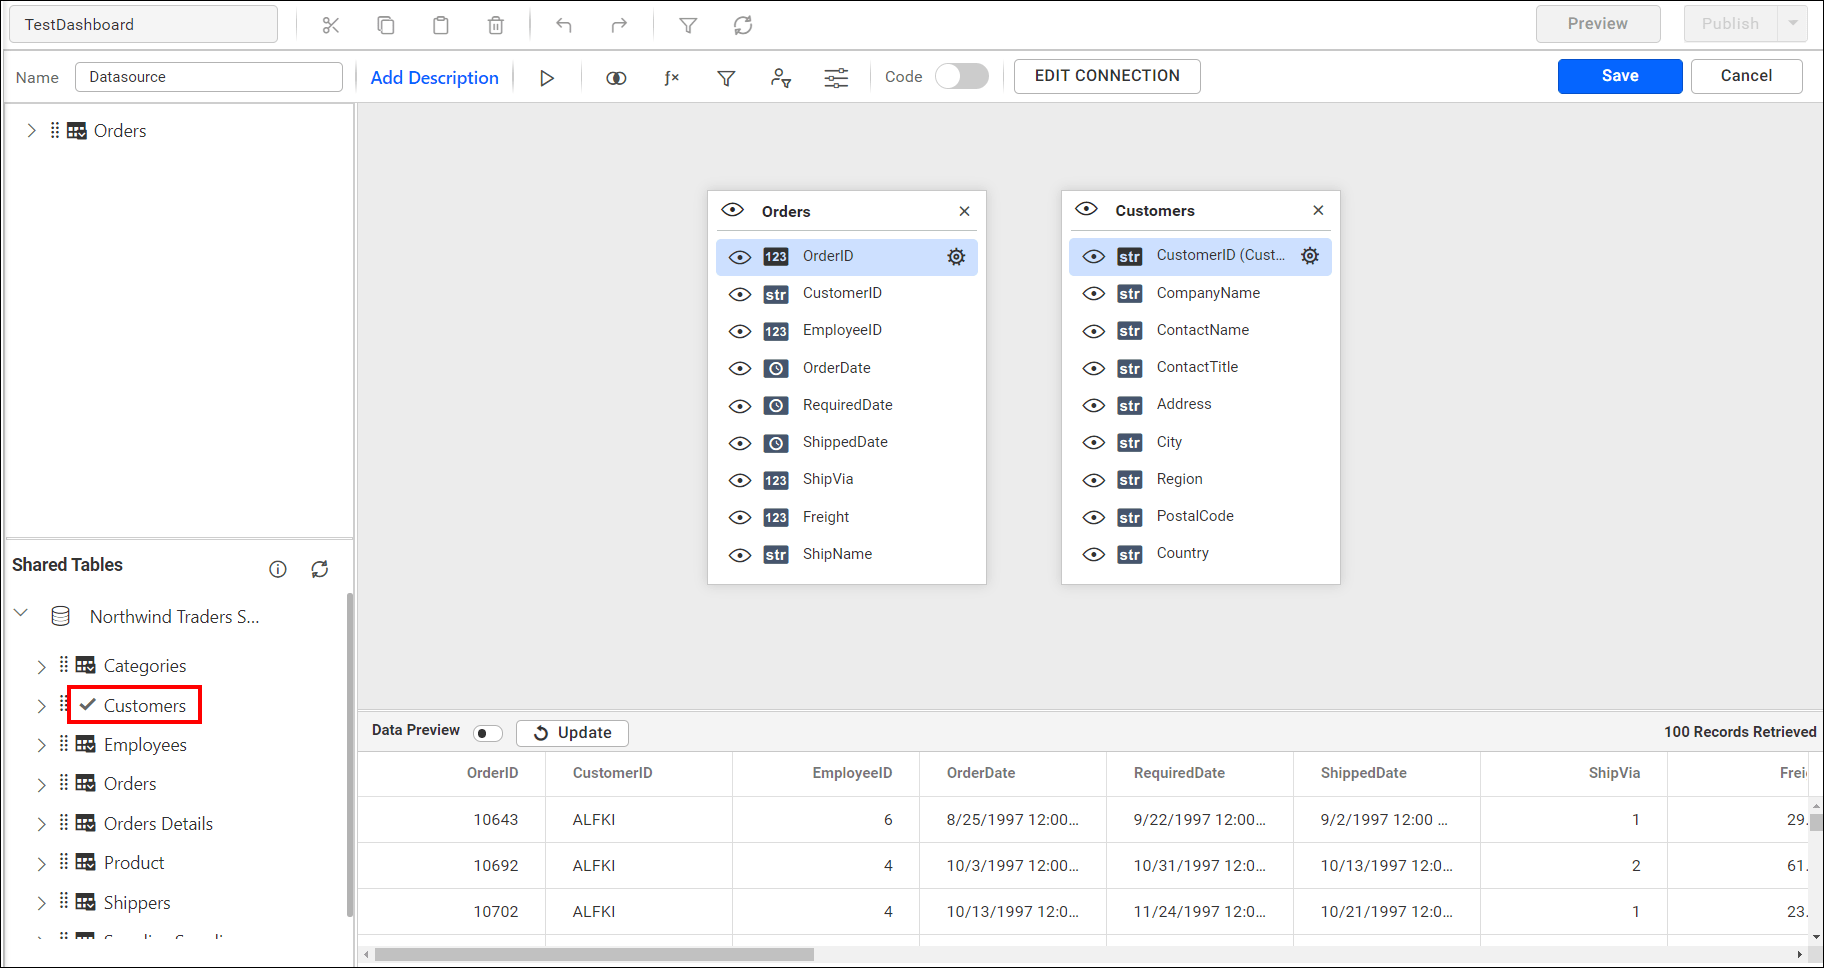 TestDashboard
Preview
Publish
Name
Datasource
Add Description
Code
EDIT CONNECTION
Save
Cancel
Orders
Orders
OrderID
CustomerID
EmployeeID
OrderDate
RequiredDate
ShippedDate
ShipVia
Freight
ShipName
123
str
123
123
123
str
Customers
CustomerID (Cust...
CompanyName
ContactName
ContactTitle
Address
City
Region
PostalCode
Country
str
str
str
str
str
str
str
str
str
Shared Tables
Northwind Traders S...
Categories
Customers
Employees
Orders
Orders Details
Product
Shippers
Data Preview
Update
100 Records Retrieved
OrderID CustomerID EmployeeID OrderDate RequiredDate ShippedDate ShipVia
10643 ALFKI 6 8/25/1997 12:00... 9/22/1997 12:00... 9/2/1997 12:00 ... 1 29.
10692 ALFKI 4 10/3/1997 12:00... 10/31/1997 12:0... 10/13/1997 12:0... 2 61.
10702 ALFKI 4 10/13/1997 12:0... 11/24/1997 12:0... 10/21/1997 12:0... 1 23.